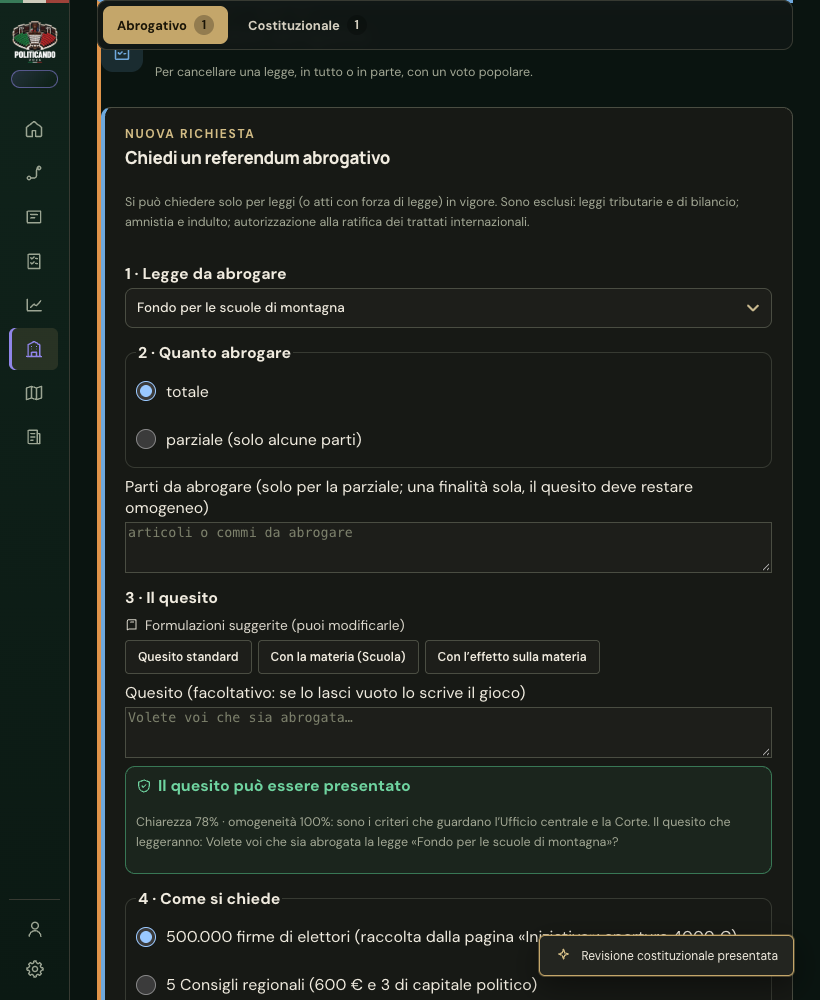 POLITICANDO
Abrogativo 1
Costituzionale 1
Per cancellare una legge, in tutto o in parte, con un voto popolare.
NUOVA RICHIESTA
Chiedi un referendum abrogativo
Si può chiedere solo per leggi (o atti con forza di legge) in vigore. Sono esclusi: leggi tributarie e di bilancio;
amnistia e indulto; autorizzazione alla ratifica dei trattati internazionali.
1 · Legge da abrogare
Fondo per le scuole di montagna
2 · Quanto abrogare
totale
parziale (solo alcune parti)
Parti da abrogare (solo per la parziale; una finalità sola, il quesito deve restare
omogeneo)
articoli o commi da abrogare
3 · Il quesito
Formulazioni suggerite (puoi modificarle)
Quesito standard
Con la materia (Scuola)
Con l’effetto sulla materia
Quesito (facoltativo: se lo lasci vuoto lo scrive il gioco)
Volete voi che sia abrogata…
Il quesito può essere presentato
Chiarezza 78% · omogeneità 100%: sono i criteri che guardano l’Ufficio centrale e la Corte. Il quesito che
leggeranno: Volete voi che sia abrogata la legge «Fondo per le scuole di montagna»?
4 · Come si chiede
500.000 firme di elettori (raccolta dalla pagina
5 Consigli regionali (600 € e 3 di capitale politico)
Revisione costituzionale presentata